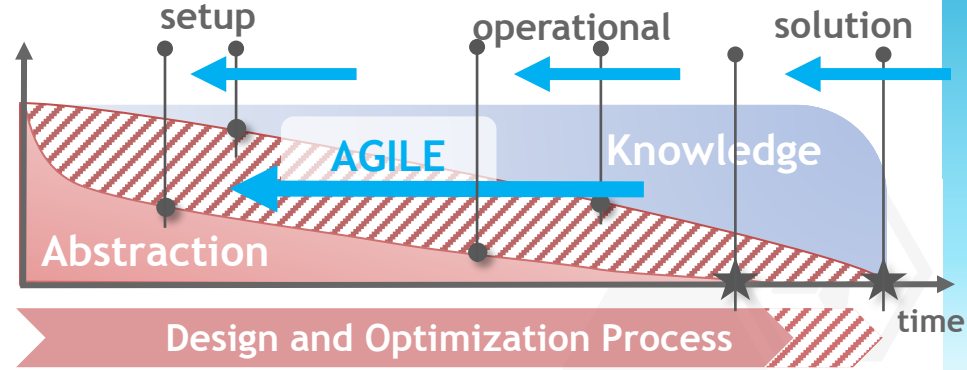 setup
operational
solution
AGILE
Knowledge
Abstraction
time
Design and Optimization Process